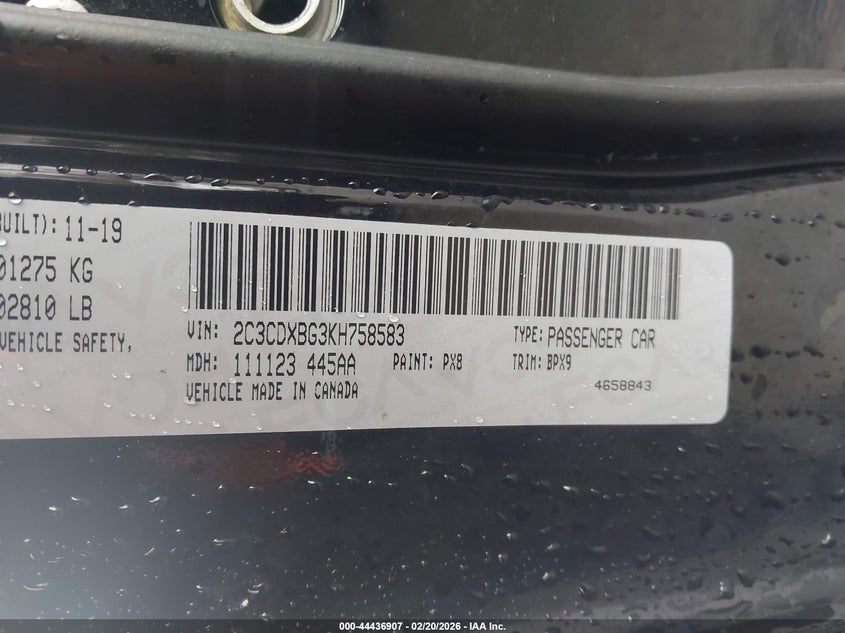 BUILT): 11-19
01275 KG
02810 LB
VEHICLE SAFETY,
VIN: 2C3CDXBG3KH758583 TYPE: PASSENGER CAR
MDH: 111123 445AA PAINT: PX8 TRIM: BPX9
VEHICLE MADE IN CANADA 4658843
000-44436907 - 02/20/2026 - IAA Inc.